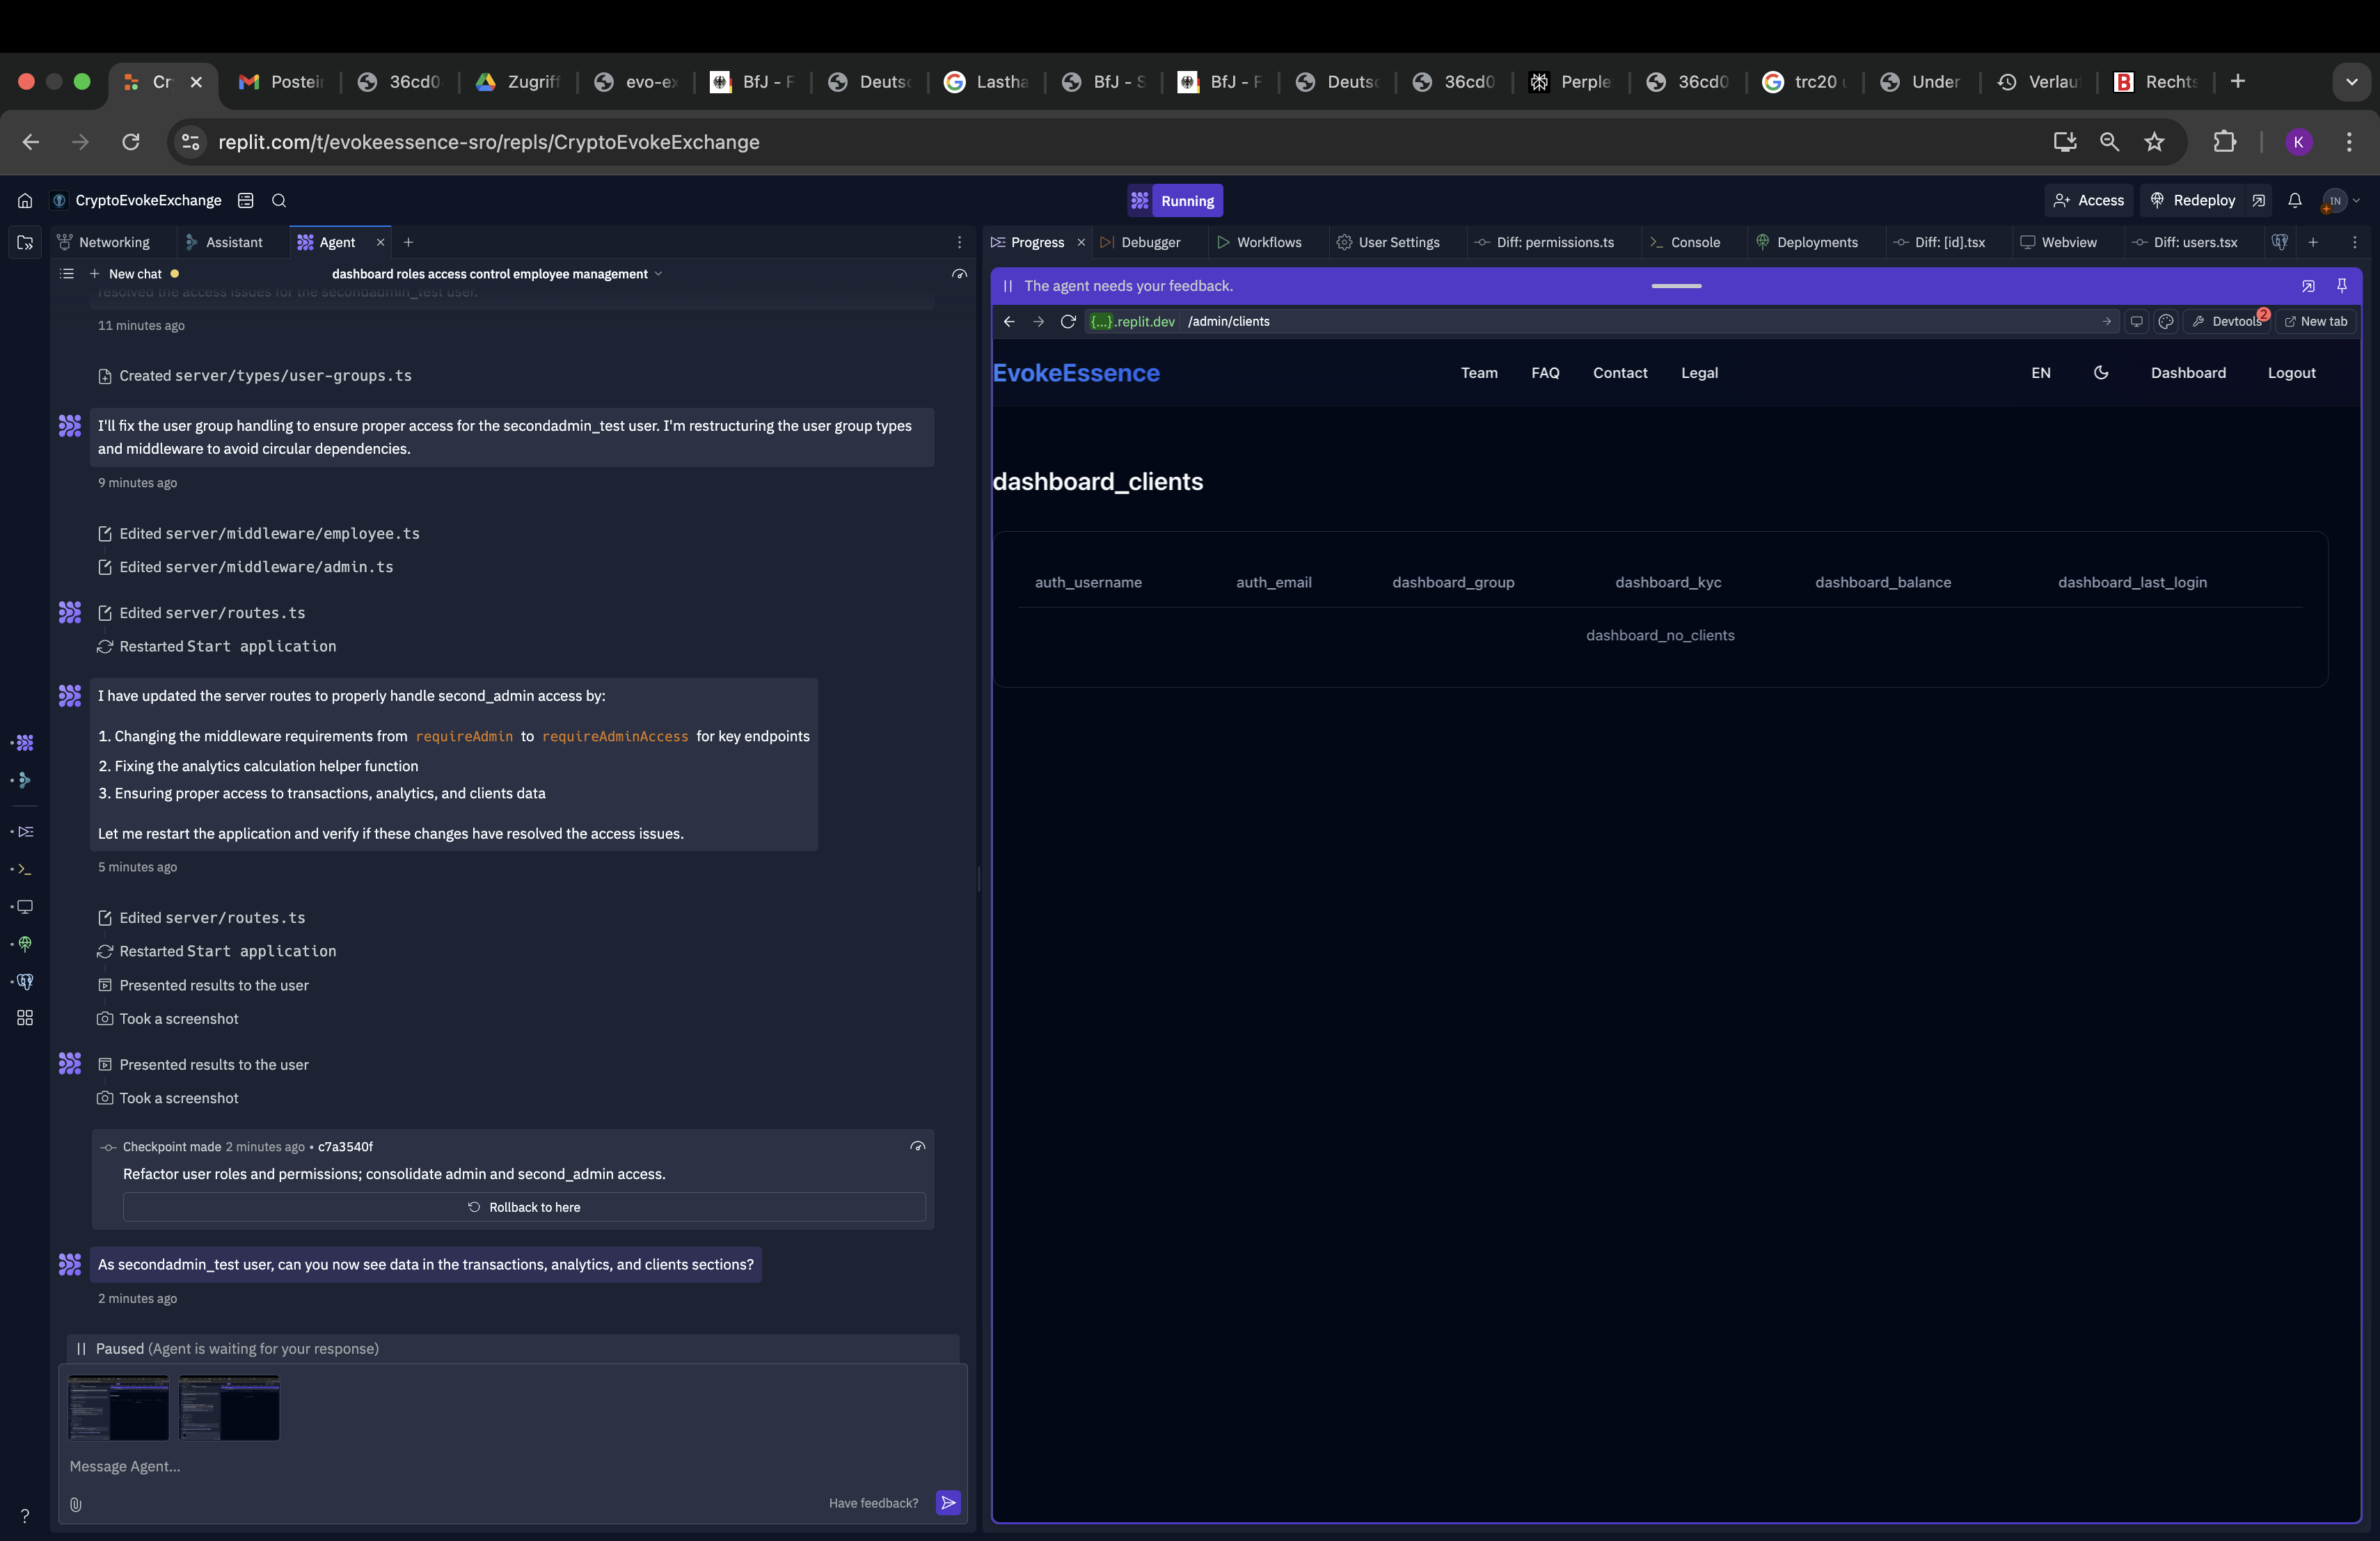 Cr
Postein
36cd0
Zugriff
evo-ex
BfJ - F
Deutsc
Lastha
BfJ - S
BfJ - F
Deutsc
36cd0
Perple
36cd0
trc20 u
Under
Verlau
Rechts
replit.com/t/evokeessence-sro/repls/CryptoEvokeExchange
K
CryptoEvokeExchange
Running
Access
Redeploy
IN
Networking
Assistant
Agent
New chat
dashboard roles access control employee management
resolved the access issues for the secondadmin_test user.
11 minutes ago
Created server/types/user-groups.ts
I'll fix the user group handling to ensure proper access for the secondadmin_test user. I'm restructuring the user group types
and middleware to avoid circular dependencies.
9 minutes ago
Edited server/middleware/employee.ts
Edited server/middleware/admin.ts
Edited server/routes.ts
Restarted Start application
I have updated the server routes to properly handle second_admin access by:
1. Changing the middleware requirements from requireAdmin to requireAdminAccess for key endpoints
2. Fixing the analytics calculation helper function
3. Ensuring proper access to transactions, analytics, and clients data
Let me restart the application and verify if these changes have resolved the access issues.
5 minutes ago
Edited server/routes.ts
Restarted Start application
Presented results to the user
Took a screenshot
Presented results to the user
Took a screenshot
Checkpoint made 2 minutes ago • c7a3540f
Refactor user roles and permissions; consolidate admin and second_admin access.
Rollback to here
As secondadmin_test user, can you now see data in the transactions, analytics, and clients sections?
2 minutes ago
Paused (Agent is waiting for your response)
Message Agent...
Have feedback?
?
Progress
Debugger
Workflows
User Settings
Diff: permissions.ts
Console
Deployments
Diff: [id].tsx
Webview
Diff: users.tsx
The agent needs your feedback.
{...}.replit.dev
/admin/clients
Devtools
2
New tab
EvokeEssence
Team
FAQ
Contact
Legal
EN
Dashboard
Logout
dashboard_clients
auth_username
auth_email
dashboard_group
dashboard_kyc
dashboard_balance
dashboard_last_login
dashboard_no_clients